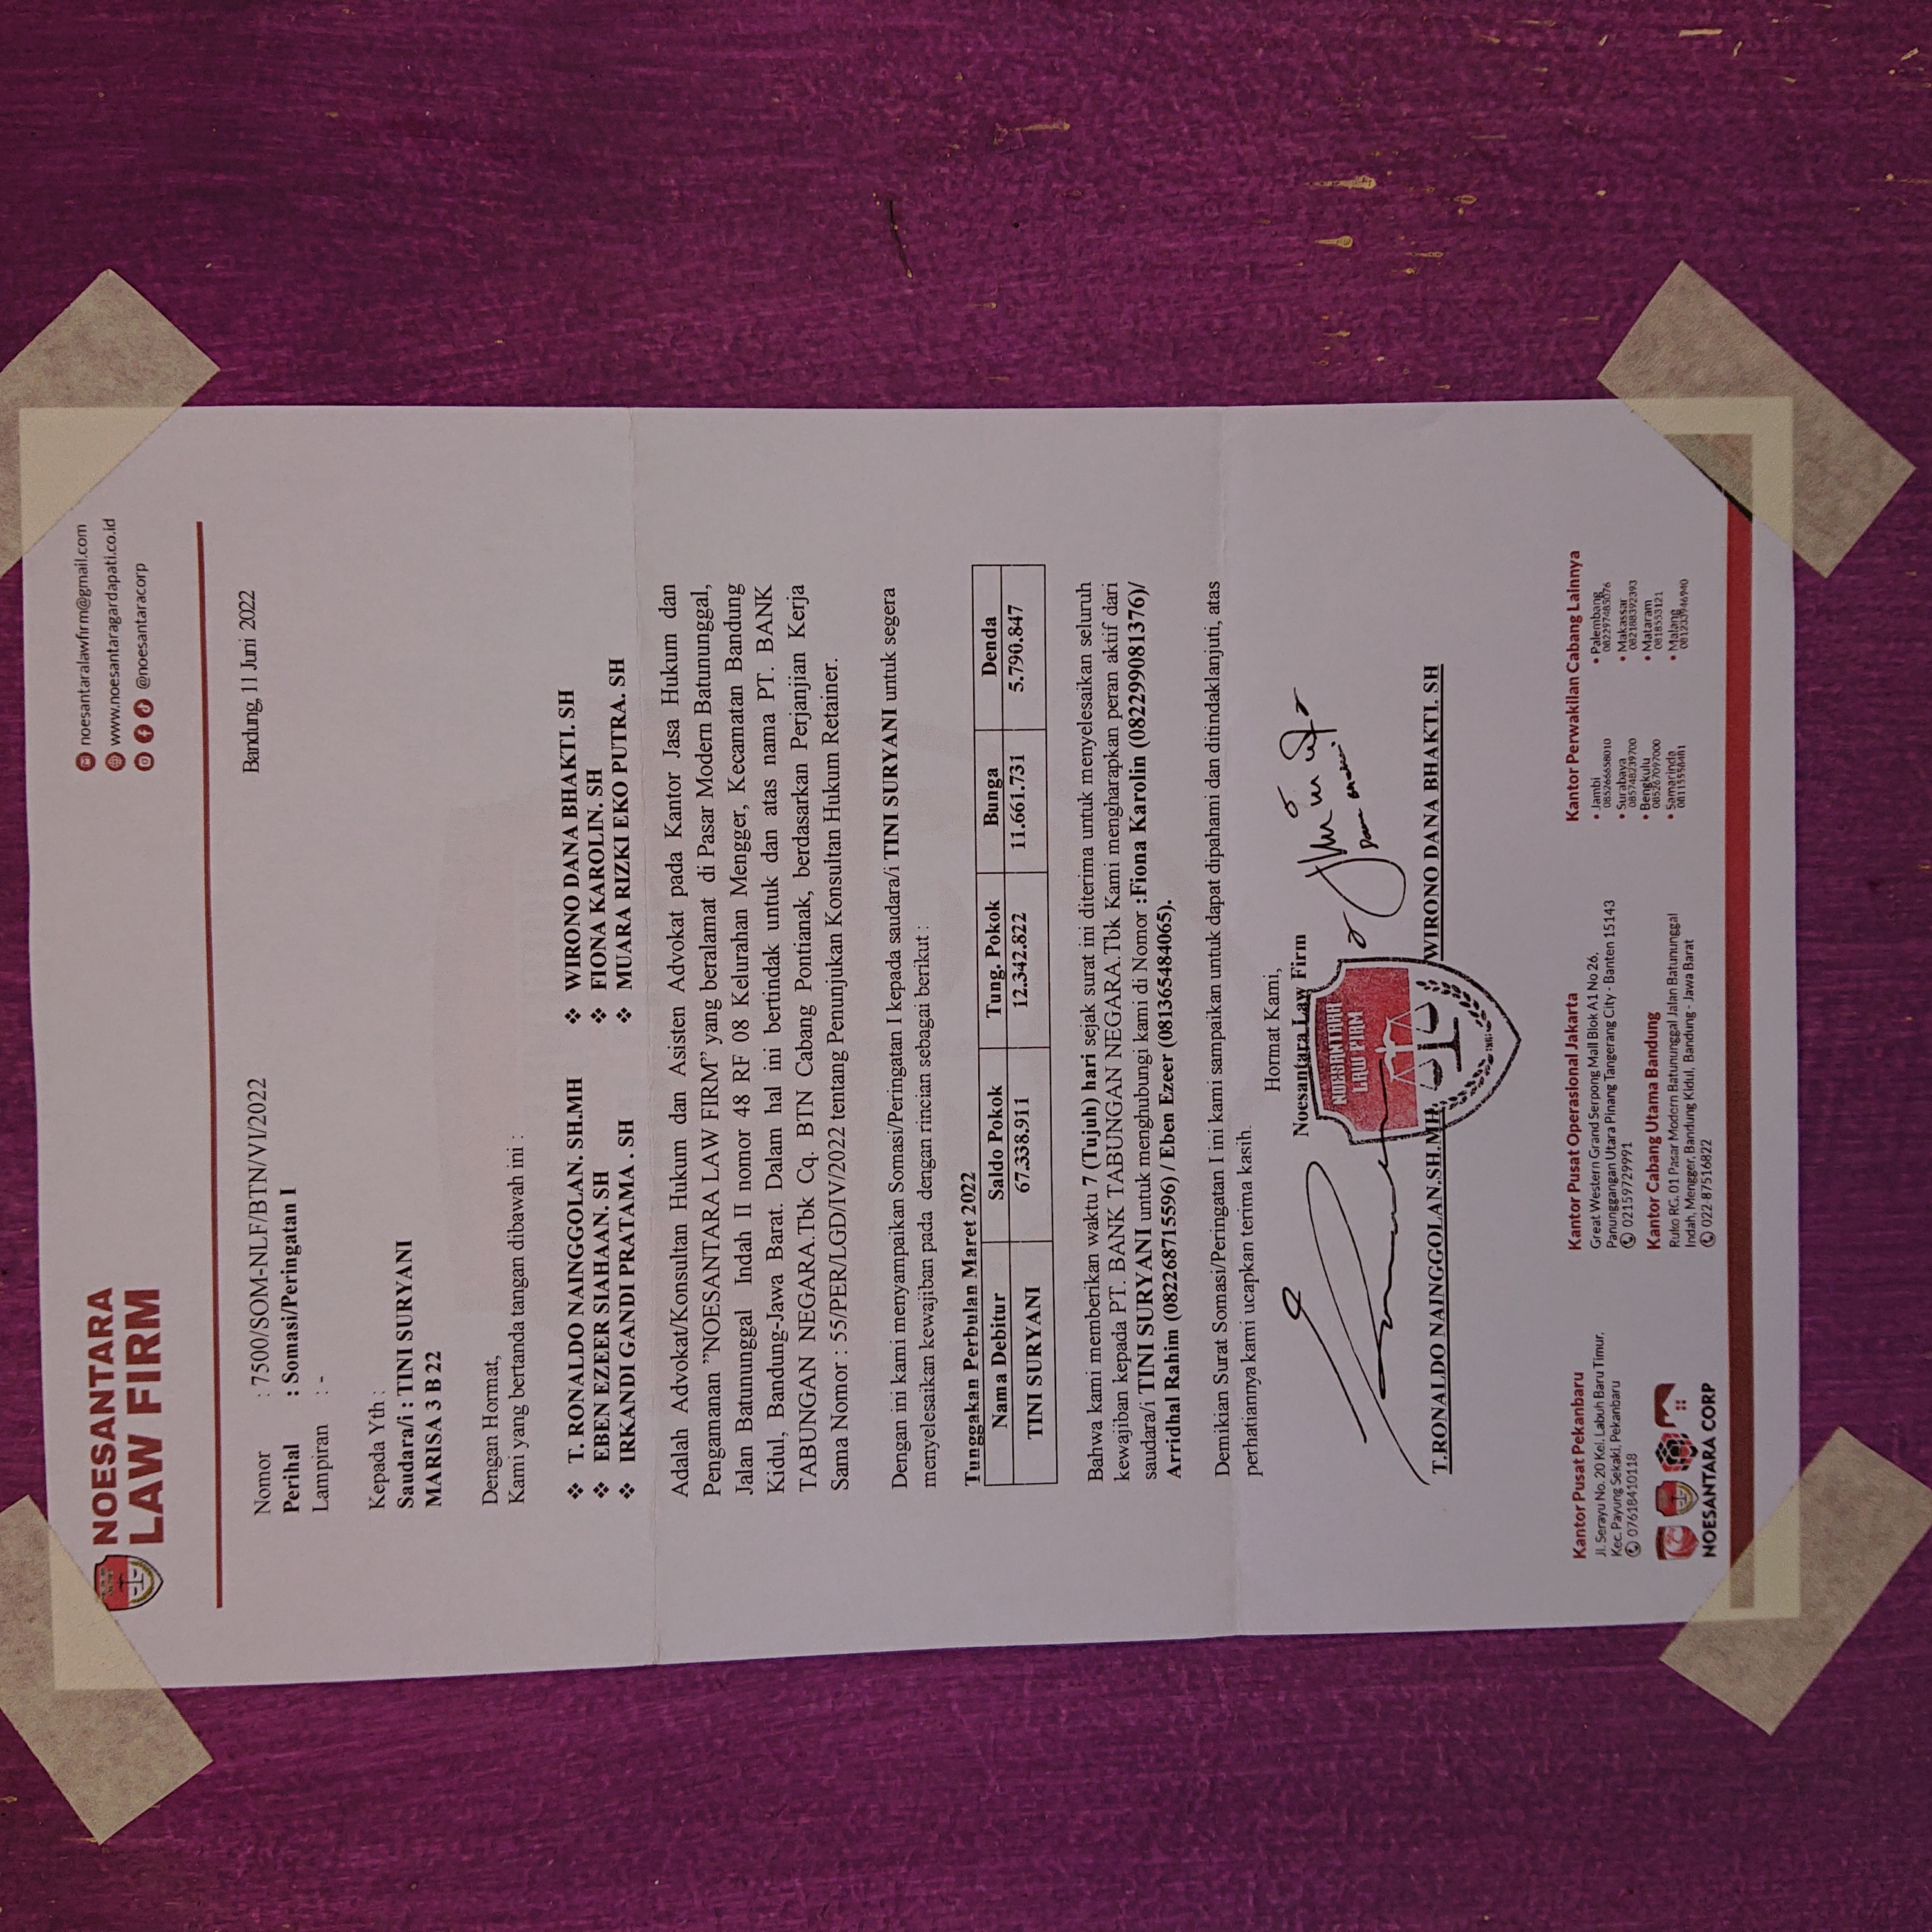 NOESANTARA
LAW FIRM
noesantaralawfirm@gmail.com
www.noesantaragardapati.co.id
@noesantaracorp
Bandung, 11 Juni 2022
Nomor : 7500/SOM-NLF/BTN/VI/2022
Perihal : Somasi/Peringatan I
Lampiran : -
Kepada Yth :
Saudara/i : TINI SURYANI
MARISA 3 B 22
Dengan Hormat,
Kami yang bertanda tangan dibawah ini :
❖ T. RONALDO NAINGGOLAN. SH.MH ❖ WIRONO DANA BHAKTI. SH
❖ EBEN EZEER SIAHAAN. SH ❖ FIONA KAROLIN. SH
❖ IRKANDI GANDI PRATAMA . SH ❖ MUARA RIZKI EKO PUTRA. SH
Adalah Advokat/Konsultan Hukum dan Asisten Advokat pada Kantor Jasa Hukum dan
Pengamanan "NOESANTARA LAW FIRM" yang beralamat di Pasar Modern Batununggal,
Jalan Batununggal Indah II nomor 48 RF 08 Kelurahan Mengger, Kecamatan Bandung
Kidul, Bandung-Jawa Barat. Dalam hal ini bertindak untuk dan atas nama PT. BANK
TABUNGAN NEGARA.Tbk Cq. BTN Cabang Pontianak, berdasarkan Perjanjian Kerja
Sama Nomor : 55/PER/LGD/IV/2022 tentang Penunjukan Konsultan Hukum Retainer.
Dengan ini kami menyampaikan Somasi/Peringatan I kepada saudara/i TINI SURYANI untuk segera
menyelesaikan kewajiban pada dengan rincian sebagai berikut :
Tunggakan Perbulan Maret 2022
Nama Debitur Saldo Pokok Tung. Pokok Bunga Denda
TINI SURYANI 67.338.911 12.342.822 11.661.731 5.790.847
Bahwa kami memberikan waktu 7 (Tujuh) hari sejak surat ini diterima untuk menyelesaikan seluruh
kewajiban kepada PT. BANK TABUNGAN NEGARA.Tbk Kami mengharapkan peran aktif dari
saudara/i TINI SURYANI untuk menghubungi kami di Nomor :Fiona Karolin (082299081376)/
Arridhal Rahim (082268715596) / Eben Ezeer (081365484065).
Demikian Surat Somasi/Peringatan I ini kami sampaikan untuk dapat dipahami dan ditindaklanjuti, atas
perhatiannya kami ucapkan terima kasih.
Hormat Kami,
Noesantara Law Firm
NOESANTARA
LAW FIRM
T.RONALDO NAINGGOLAN.SH.MH WIRONO DANA BHAKTI. SH
Kantor Pusat Pekanbaru
Jl. Serayu No. 20 Kel. Labuh Baru Timur,
Kec. Payung Sekaki, Pekanbaru
07618410118
NOESANTARA CORP
Kantor Pusat Operasional Jakarta
Great Western Grand Serpong Mall Blok A1 No 26,
Panunggangan Utara Pinang Tangerang City - Banten 15143
02159729991
Kantor Cabang Utama Bandung
Ruko RG. 01 Pasar Modern Batununggal Jalan Batununggal
Indah, Mengger, Bandung Kidul, Bandung - Jawa Barat
022-87516822
Kantor Perwakilan Cabang Lainnya
• Jambi
085266658010
• Surabaya
085748239700
• Bengkulu
085267097000
• Samarinda
08115558481
• Palembang
082297485076
• Makassar
082188392393
• Mataram
0818553121
• Malang
081233946940